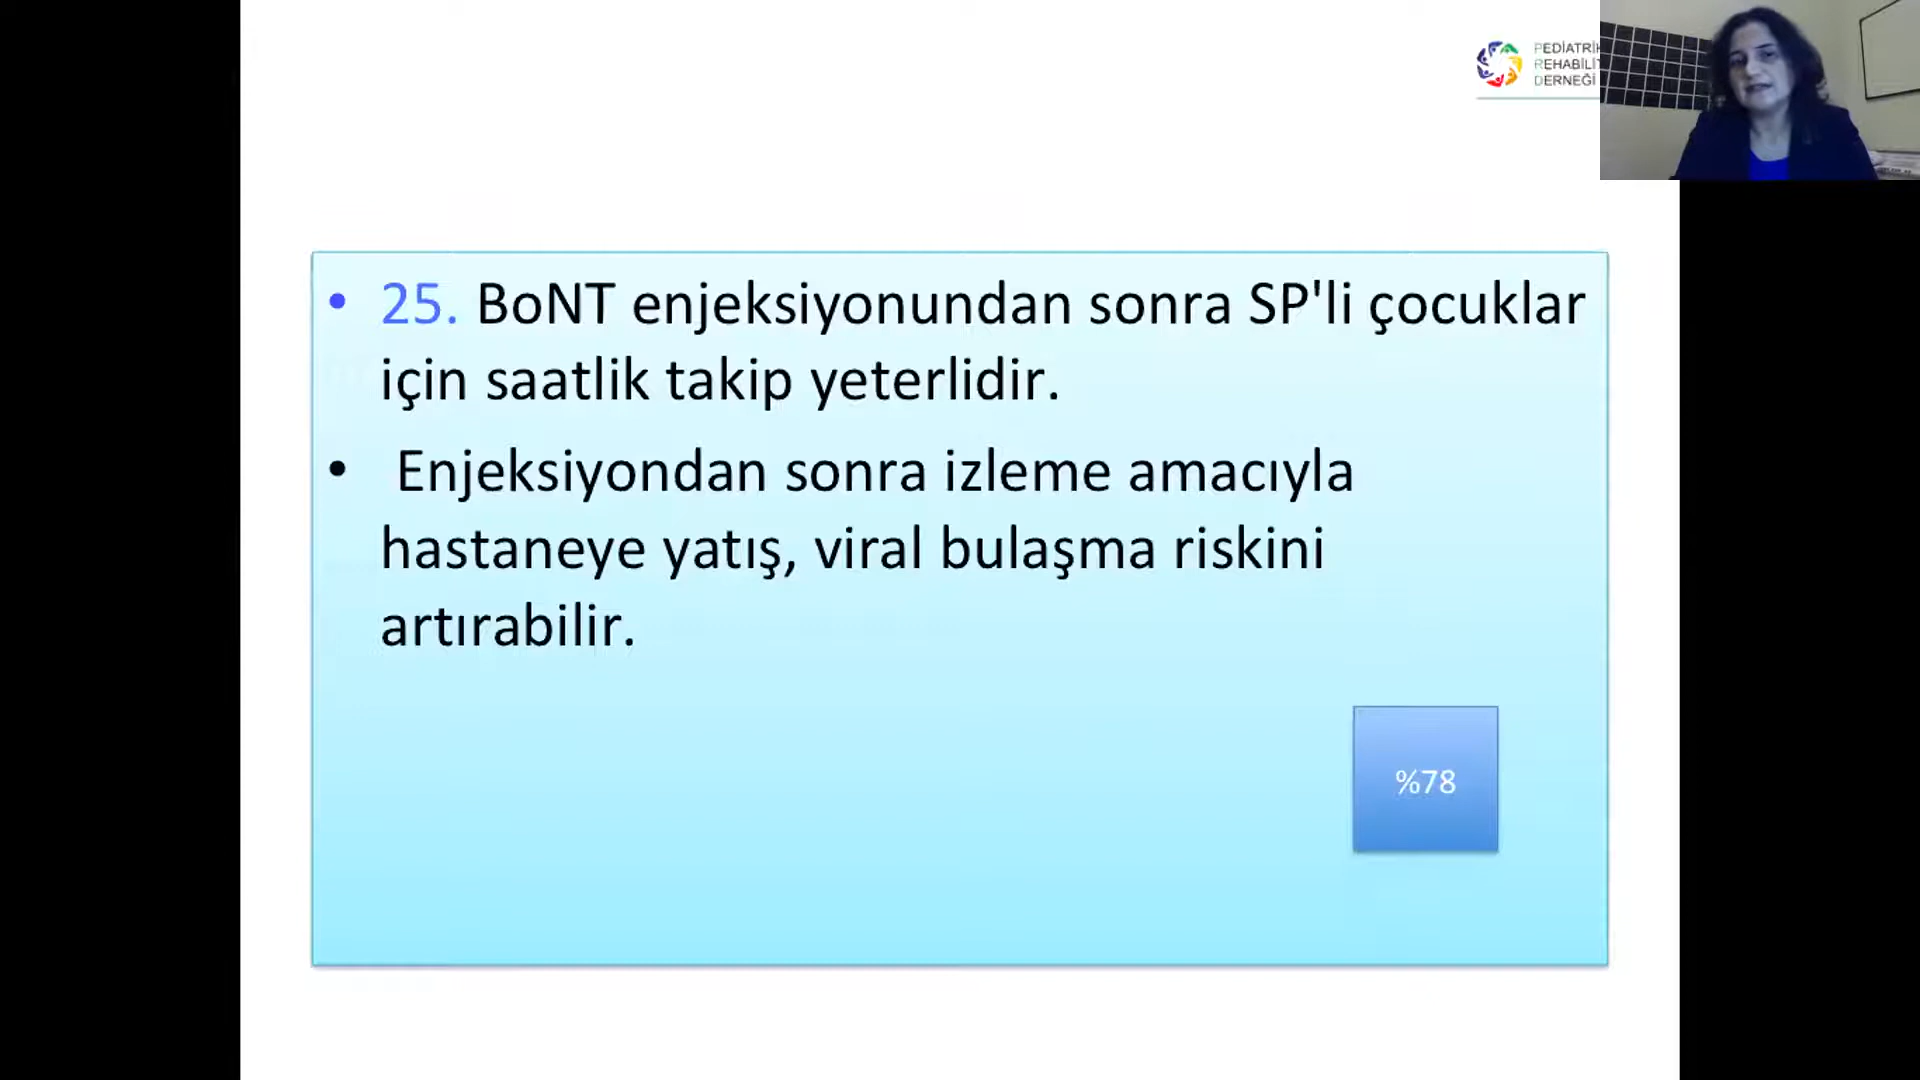 PEDİATRİK
REHABİLİT
DERNEĞİ
• 25. BoNT enjeksiyonundan sonra SP'li çocuklar
için saatlik takip yeterlidir.
• Enjeksiyondan sonra izleme amacıyla
hastaneye yatış, viral bulaşma riskini
artırabilir.
%78